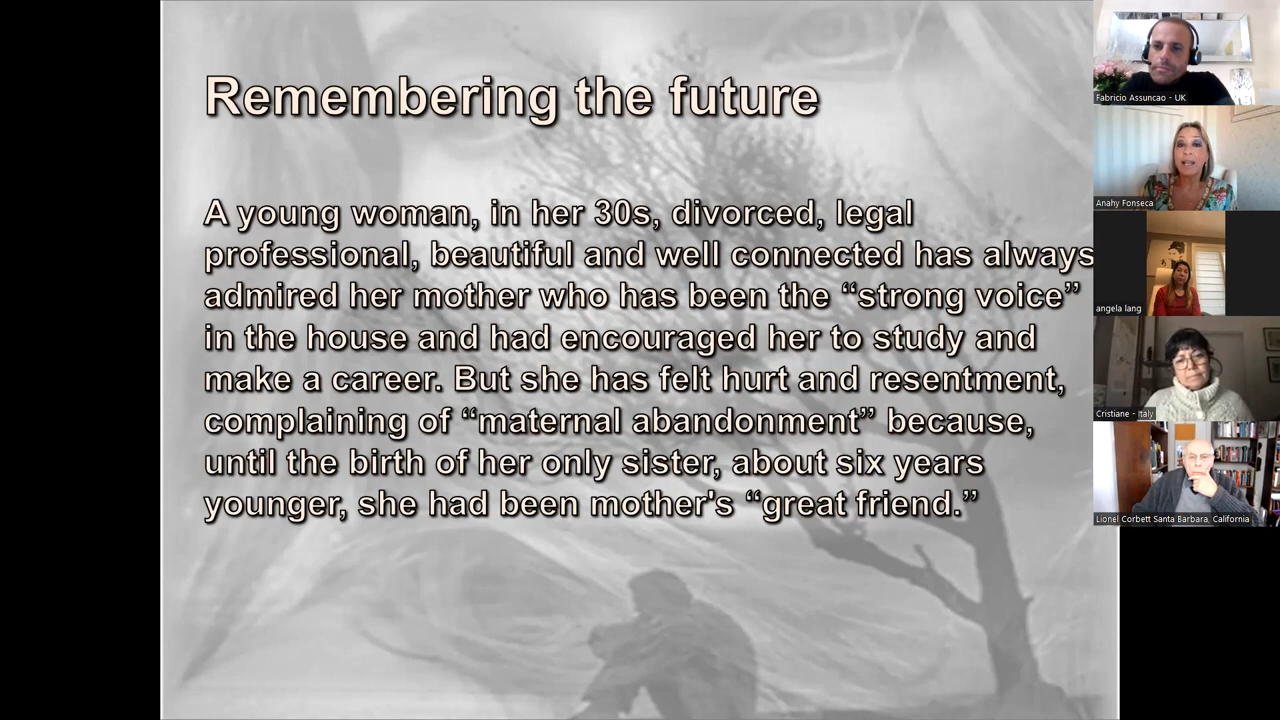 Remembering the future
A young woman, in her 30s, divorced, legal
professional, beautiful and well connected has always
admired her mother who has been the “strong voice”
in the house and had encouraged her to study and
make a career. But she has felt hurt and resentment,
complaining of “maternal abandonment” because,
until the birth of her only sister, about six years
younger, she had been mother's “great friend.”
Fabricio Assuncao - UK
Anahy Fonseca
angela lang
Cristiane - Italy
Lionel Corbett Santa Barbara, California